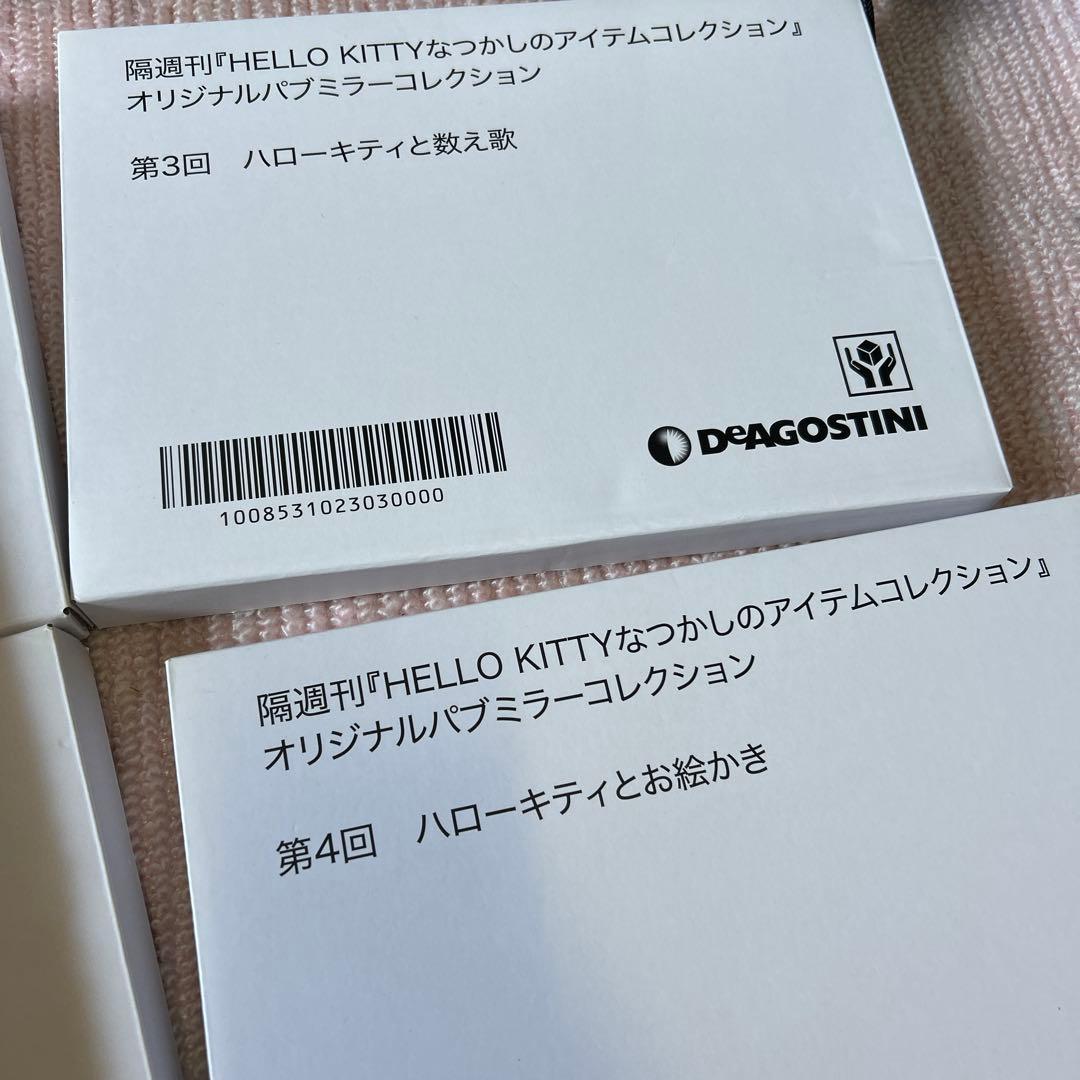 隔週刊『HELLO KITTYなつかしのアイテムコレクション』
オリジナルパブミラーコレクション
第3回　ハローキティと数え歌
DeAGOSTINI
1008531023030000
隔週刊『HELLO KITTYなつかしのアイテムコレクション』
オリジナルパブミラーコレクション
第4回　ハローキティとお絵かき